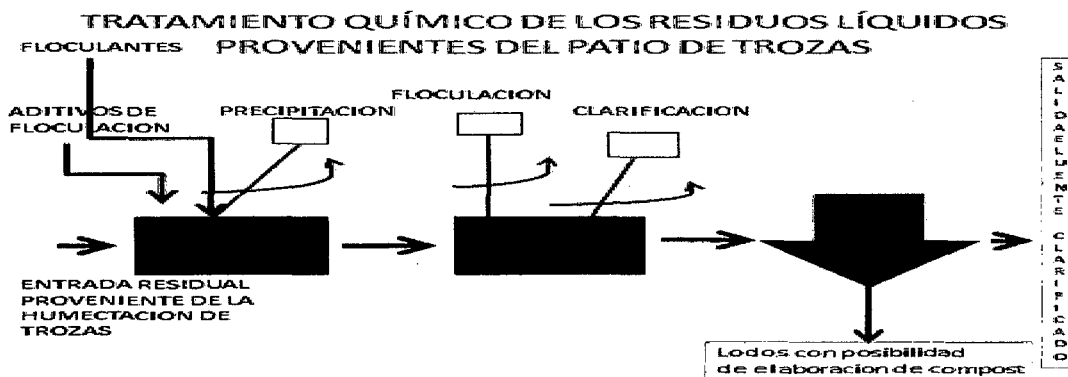 TRATAMIENTO QUÍMICO DE LOS RESIDUOS LÍQUIDOS
PROVENIENTES DEL PATIO DE TROZAS
FLOCULANTES
ADITIVOS DE
FLOCULACION
PRECIPITACION
FLOCULACION
CLARIFICACION
ENTRADA RESIDUAL
PROVENIENTE DE LA
HUMECTACION DE
TROZAS
Lodos con posibilidad
de elaboracion de compost
SALIDA ELUENTE CLARIFICADO